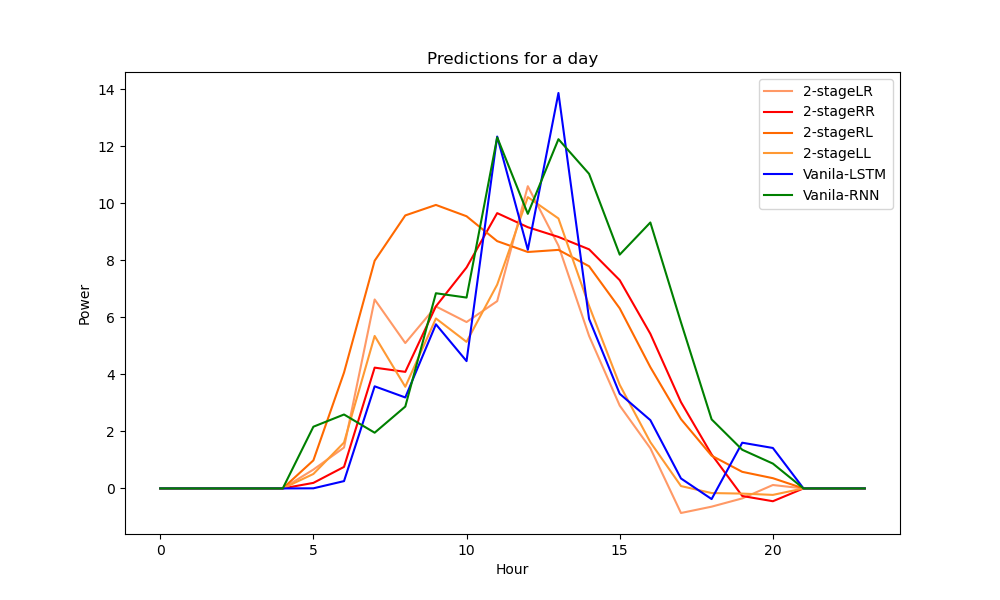 Predictions for a day
14
12
10
8
6
4
2
0
Power
0
5
10
15
20
Hour
2-stageLR
2-stageRR
2-stageRL
2-stageLL
Vanila-LSTM
Vanila-RNN